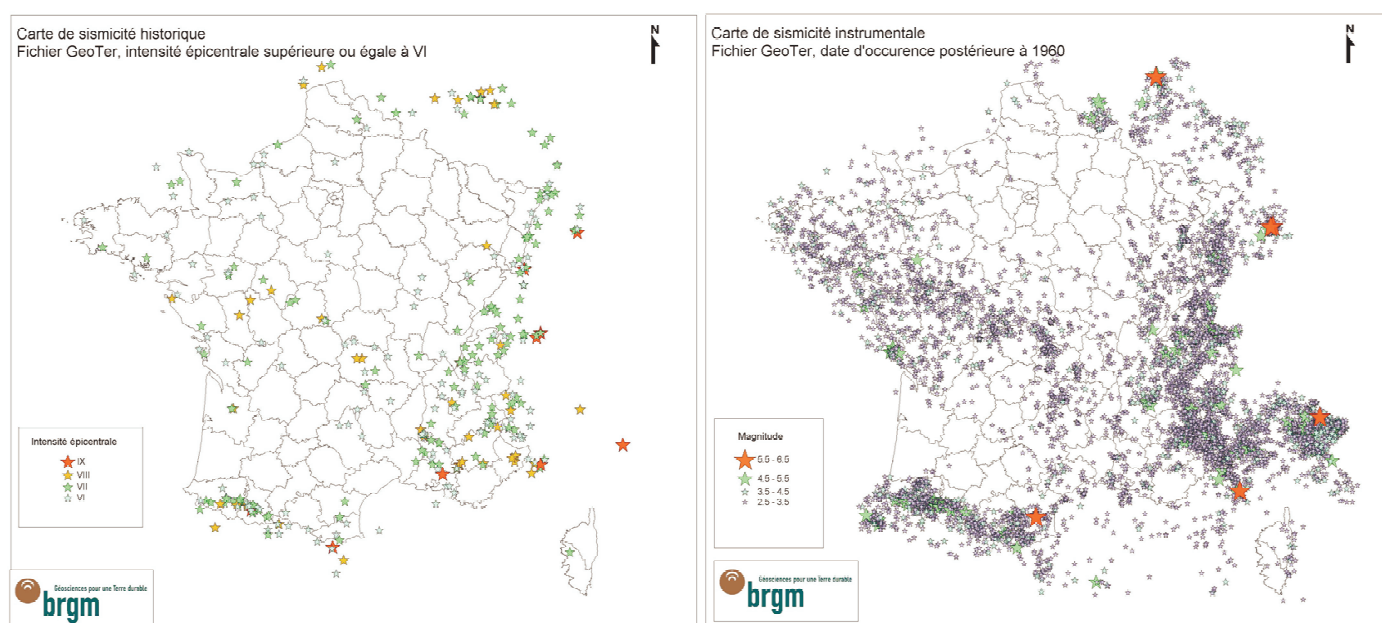 Carte de sismicité historique
Fichier GeoTer, intensité épicentrale supérieure ou égale à VI
N
Intensité épicentrale
IX
VIII
VII
VI
Géosciences pour une Terre durable
brgm
Carte de sismicité instrumentale
Fichier GeoTer, date d'occurence postérieure à 1960
N
Magnitude
5.5 - 6.5
4.5 - 5.5
3.5 - 4.5
2.5 - 3.5
Géosciences pour une Terre durable
brgm